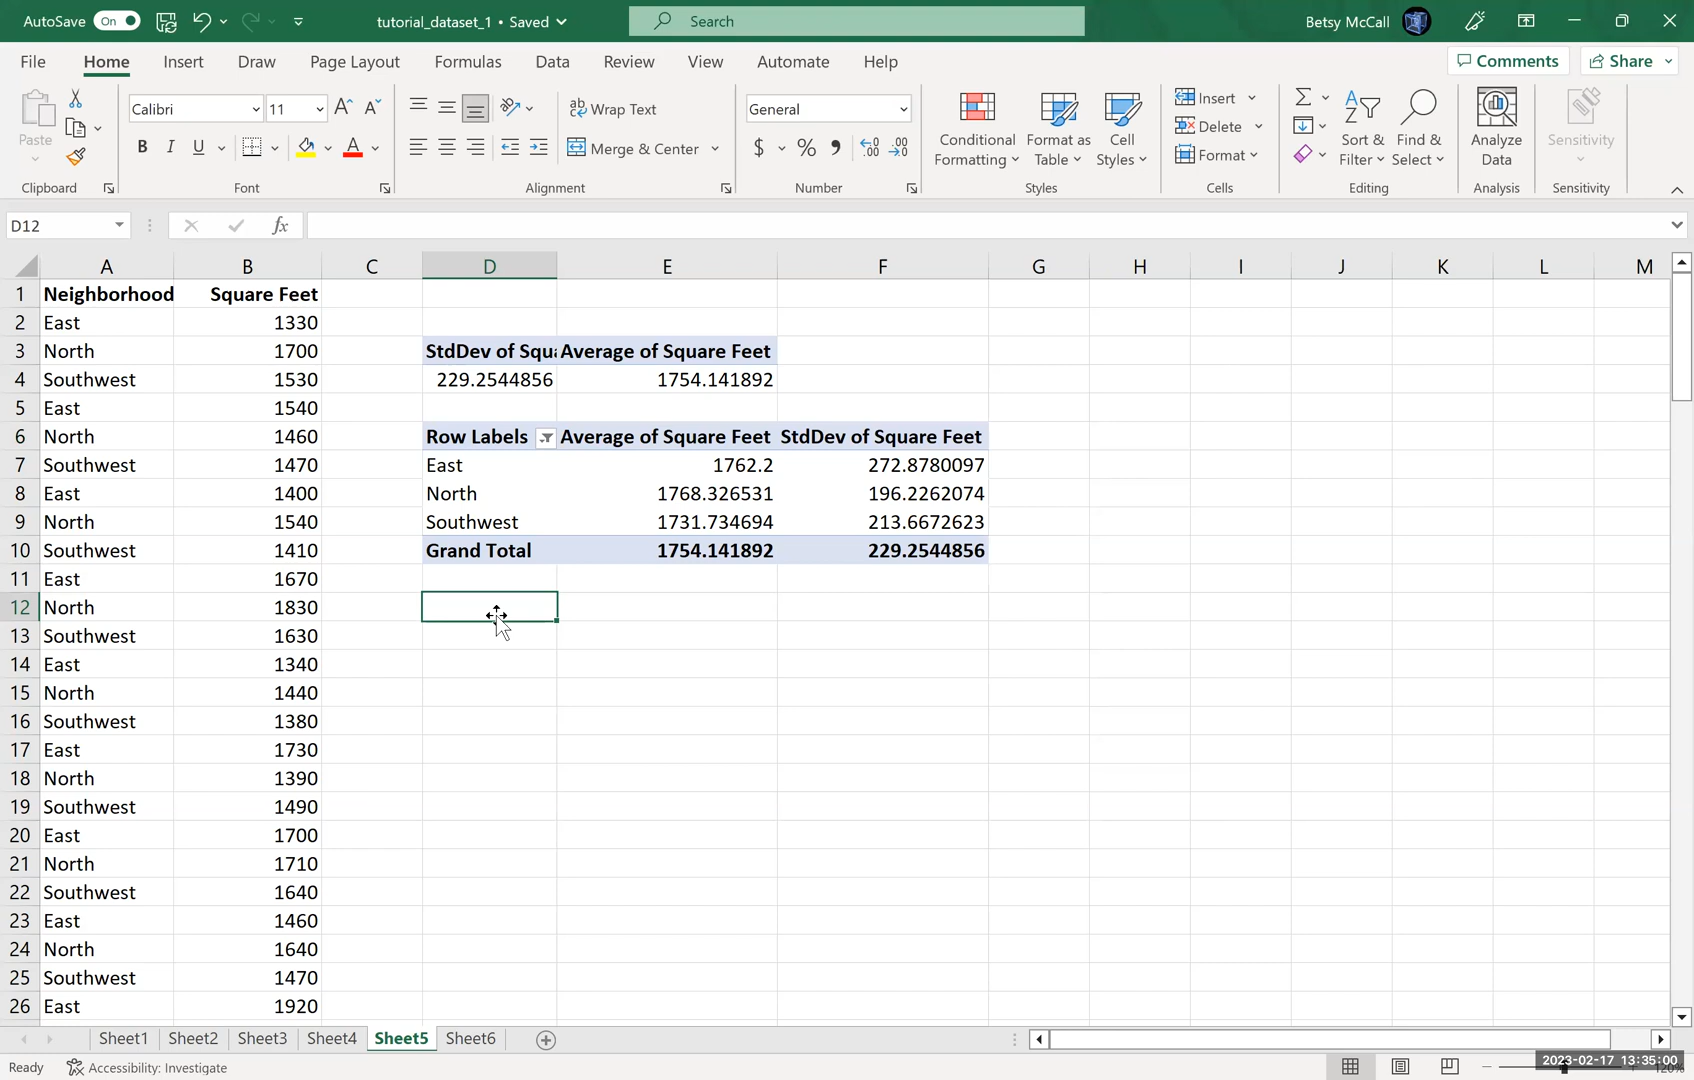 AutoSave On tutorial_dataset_1 • Saved Search Betsy McCall
File Home Insert Draw Page Layout Formulas Data Review View Automate Help Comments Share
Paste
Clipboard
Calibri 11
B I U
Font
Wrap Text
Merge & Center
Alignment
General
$ % , .00
Number
Conditional Formatting
Format as Table
Cell Styles
Styles
Insert
Delete
Format
Cells
Sort & Filter
Find & Select
Editing
Analyze Data
Analysis
Sensitivity
Sensitivity
D12 fx
A B C D E F G H I J K L M
1 Neighborhood Square Feet
2 East 1330
3 North 1700 StdDev of Squ Average of Square Feet
4 Southwest 1530 229.2544856 1754.141892
5 East 1540
6 North 1460 Row Labels Average of Square Feet StdDev of Square Feet
7 Southwest 1470 East 1762.2 272.8780097
8 East 1400 North 1768.326531 196.2262074
9 North 1540 Southwest 1731.734694 213.6672623
10 Southwest 1410 Grand Total 1754.141892 229.2544856
11 East 1670
12 North 1830
13 Southwest 1630
14 East 1340
15 North 1440
16 Southwest 1380
17 East 1730
18 North 1390
19 Southwest 1490
20 East 1700
21 North 1710
22 Southwest 1640
23 East 1460
24 North 1640
25 Southwest 1470
26 East 1920
Sheet1 Sheet2 Sheet3 Sheet4 Sheet5 Sheet6
Ready Accessibility: Investigate 2023-02-17 13:35:00
120%